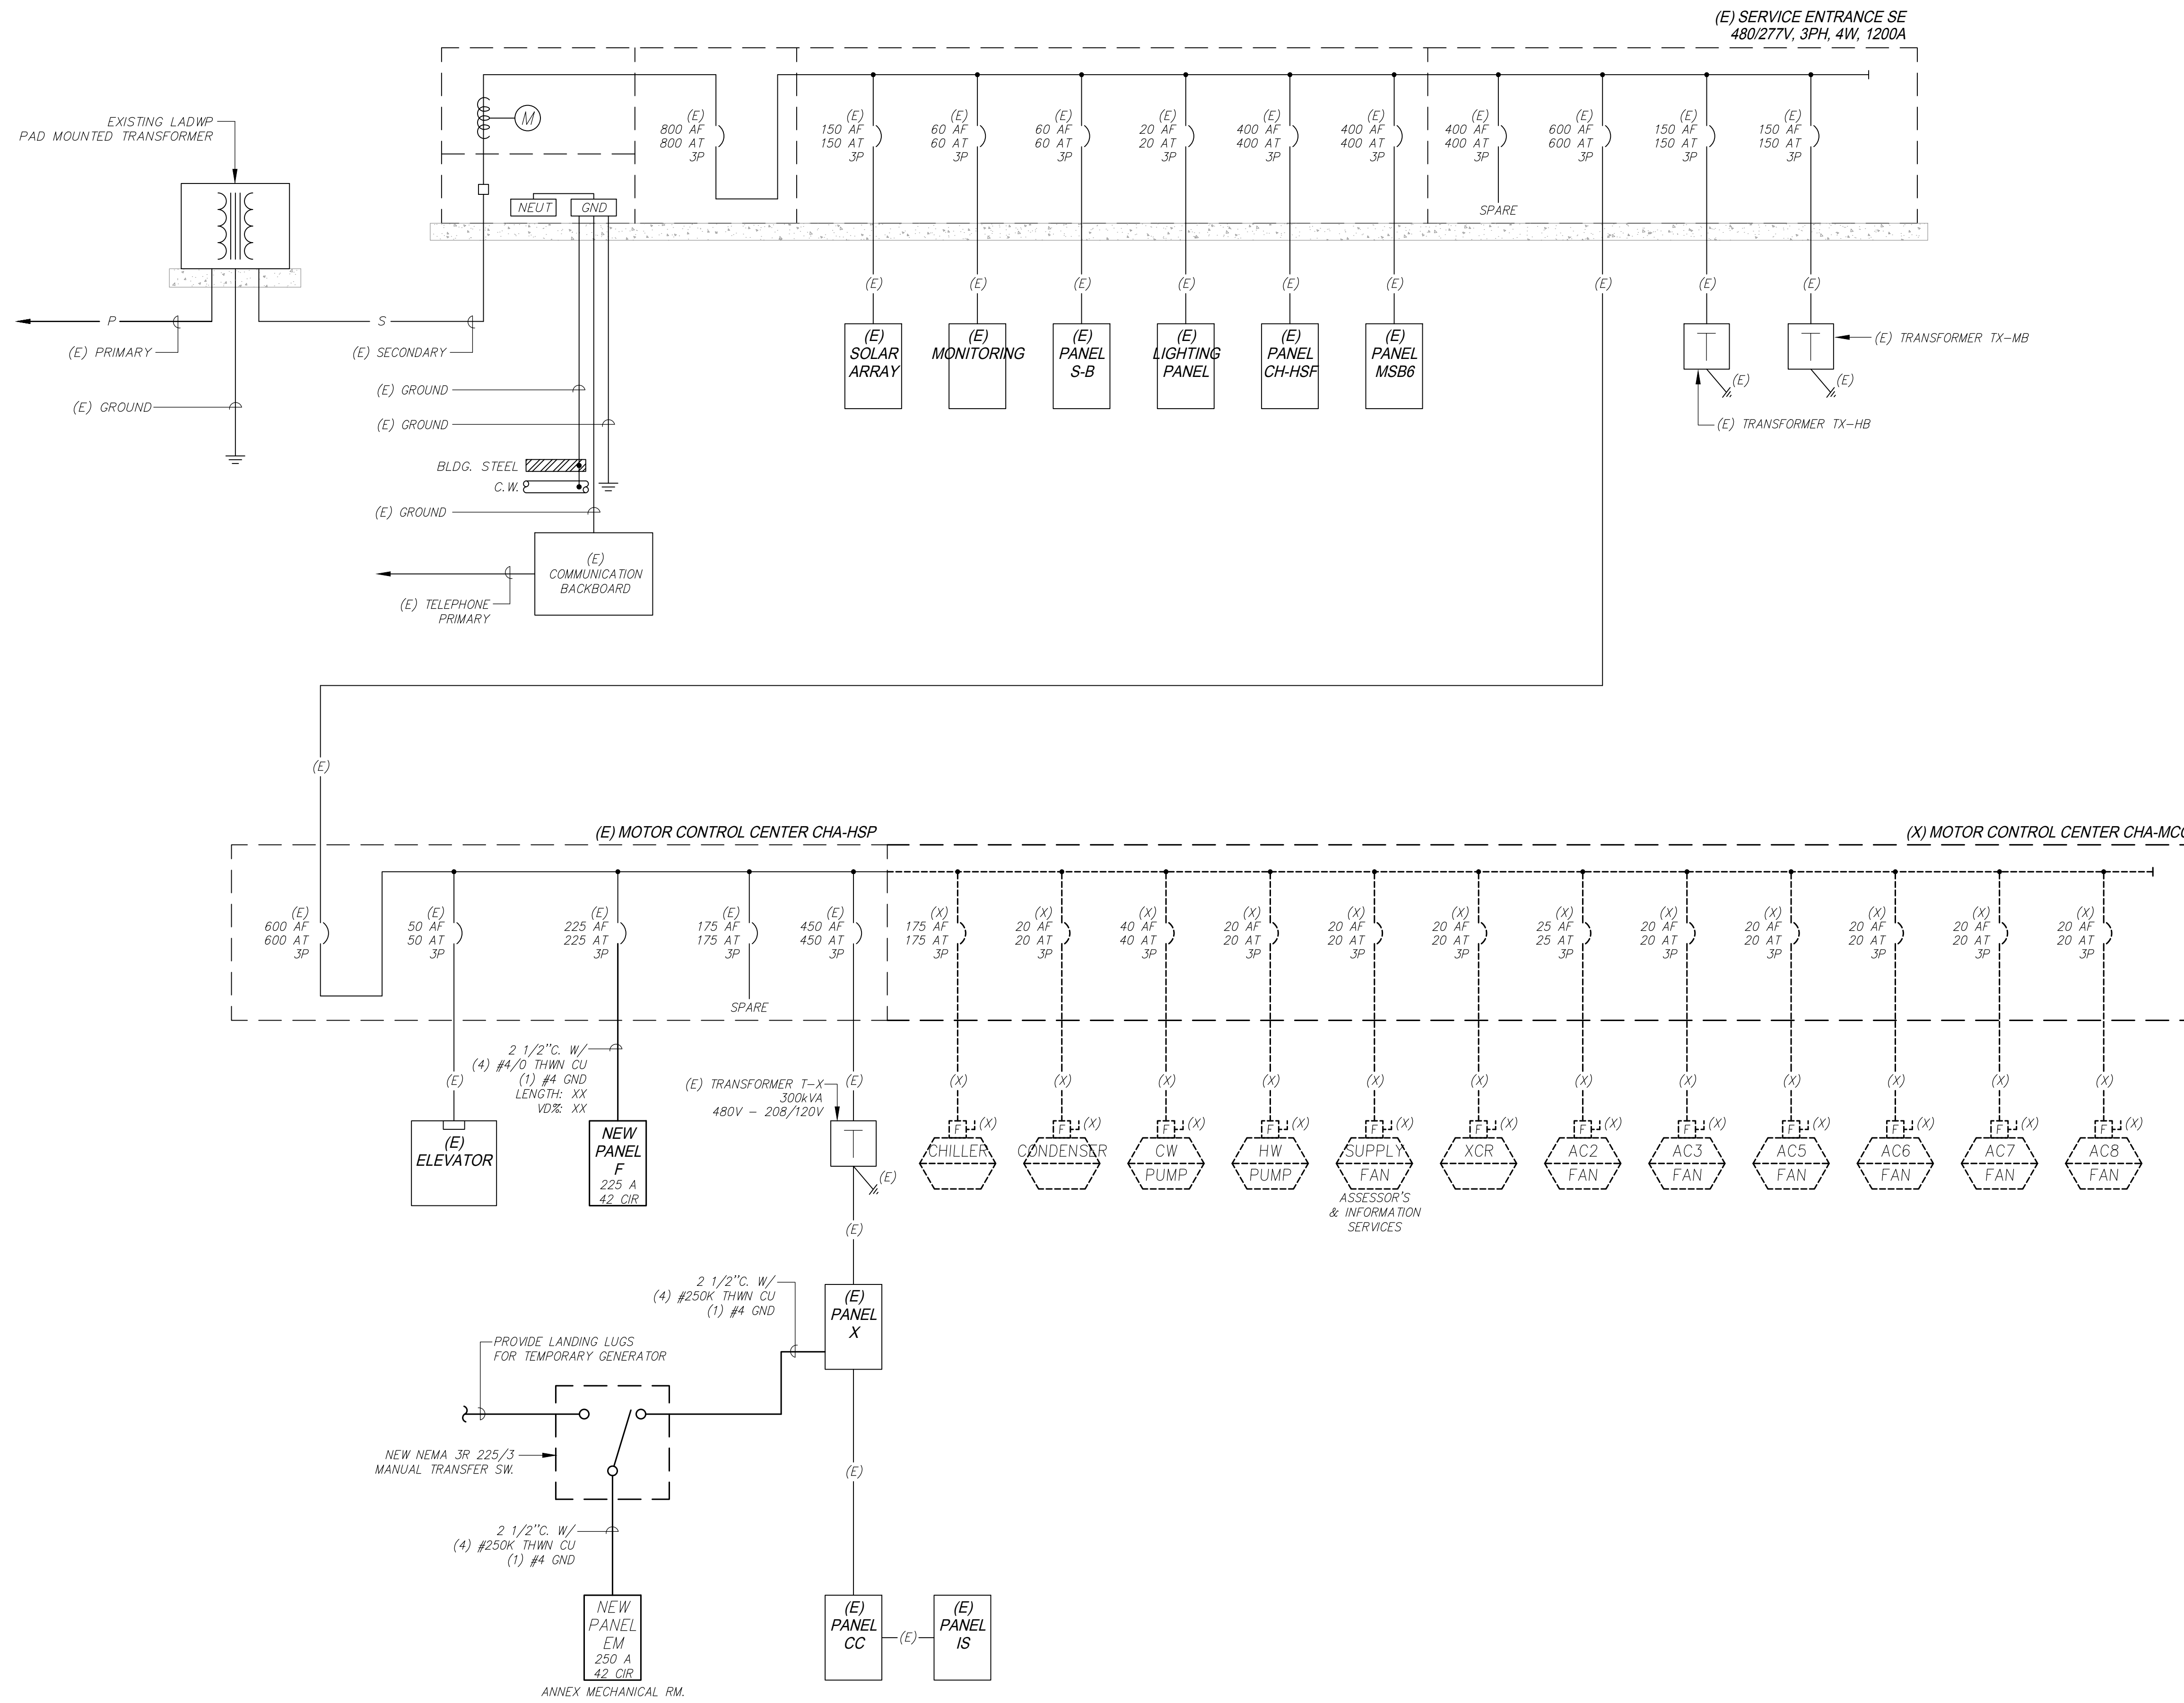 (E) SERVICE ENTRANCE SE
480/277V, 3PH, 4W, 1200A
EXISTING LADWP
PAD MOUNTED TRANSFORMER
M
(E)
800 AF
800 AT
3P
(E)
150 AF
150 AT
3P
(E)
60 AF
60 AT
3P
(E)
60 AF
60 AT
3P
(E)
20 AF
20 AT
3P
(E)
400 AF
400 AT
3P
(E)
400 AF
400 AT
3P
(E)
400 AF
400 AT
3P
(E)
600 AF
600 AT
3P
(E)
150 AF
150 AT
3P
(E)
150 AF
150 AT
3P
NEUT
GND
SPARE
(E)
(E)
(E)
(E)
(E)
(E)
(E)
(E)
(E)
P
S
(E) PRIMARY
(E) SECONDARY
(E) GROUND
(E) GROUND
(E) GROUND
(E)
SOLAR
ARRAY
(E)
MONITORING
(E)
PANEL
S-B
(E)
LIGHTING
PANEL
(E)
PANEL
CH-HSF
(E)
PANEL
MSB6
T
T
(E) TRANSFORMER TX-MB
(E)
(E)
(E) TRANSFORMER TX-HB
BLDG. STEEL
C.W.
(E) GROUND
(E)
COMMUNICATION
BACKBOARD
(E) TELEPHONE
PRIMARY
(E)
(E) MOTOR CONTROL CENTER CHA-HSP
(X) MOTOR CONTROL CENTER
(E)
600 AF
600 AT
3P
(E)
50 AF
50 AT
3P
(E)
225 AF
225 AT
3P
(E)
175 AF
175 AT
3P
(E)
450 AF
450 AT
3P
(X)
175 AF
175 AT
3P
(X)
20 AF
20 AT
3P
(X)
40 AF
40 AT
3P
(X)
20 AF
20 AT
3P
(X)
20 AF
20 AT
3P
(X)
20 AF
20 AT
3P
(X)
25 AF
25 AT
3P
(X)
20 AF
20 AT
3P
(X)
20 AF
20 AT
3P
(X)
20 AF
20 AT
3P
(X)
20 AF
20 AT
3P
(X)
20 AF
20 AT
3P
SPARE
2 1/2"C. W/
(4) #4/0 THWN CU
(1) #4 GND
LENGTH: XX
VD%: XX
(E)
(E) TRANSFORMER T-X
300kVA
480V - 208/120V
(E)
(X)
(X)
(X)
(X)
(X)
(X)
(X)
(X)
(X)
(X)
(X)
(X)
(E)
ELEVATOR
NEW
PANEL
F
225 A
42 CIR
T
(E)
F (X)
CHILLER
F (X)
CONDENSER
F (X)
CW
PUMP
F (X)
HW
PUMP
F (X)
SUPPLY
FAN
ASSESSOR'S
& INFORMATION
SERVICES
F (X)
XCR
F (X)
AC2
FAN
F (X)
AC3
FAN
F (X)
AC5
FAN
F (X)
AC6
FAN
F (X)
AC7
FAN
F (X)
AC8
FAN
(E)
2 1/2"C. W/
(4) #250K THWN CU
(1) #4 GND
(E)
PANEL
X
PROVIDE LANDING LUGS
FOR TEMPORARY GENERATOR
NEW NEMA 3R 225/3
MANUAL TRANSFER SW.
(E)
2 1/2"C. W/
(4) #250K THWN CU
(1) #4 GND
NEW
PANEL
EM
250 A
42 CIR
ANNEX MECHANICAL RM.
(E)
PANEL
CC
(E)
(E)
PANEL
IS